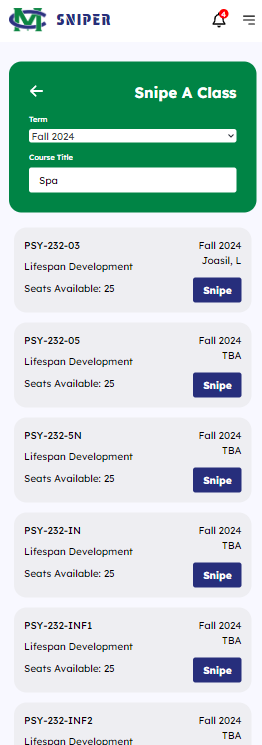 MC SNIPER
4
Snipe A Class
Term
Fall 2024
Course Title
Spa
PSY-232-03 Fall 2024
Lifespan Development Joasil, L
Seats Available: 25 Snipe
PSY-232-05 Fall 2024
Lifespan Development TBA
Seats Available: 25 Snipe
PSY-232-5N Fall 2024
Lifespan Development TBA
Seats Available: 25 Snipe
PSY-232-IN Fall 2024
Lifespan Development TBA
Seats Available: 25 Snipe
PSY-232-INF1 Fall 2024
Lifespan Development TBA
Seats Available: 25 Snipe
PSY-232-INF2 Fall 2024
Lifespan Development TBA